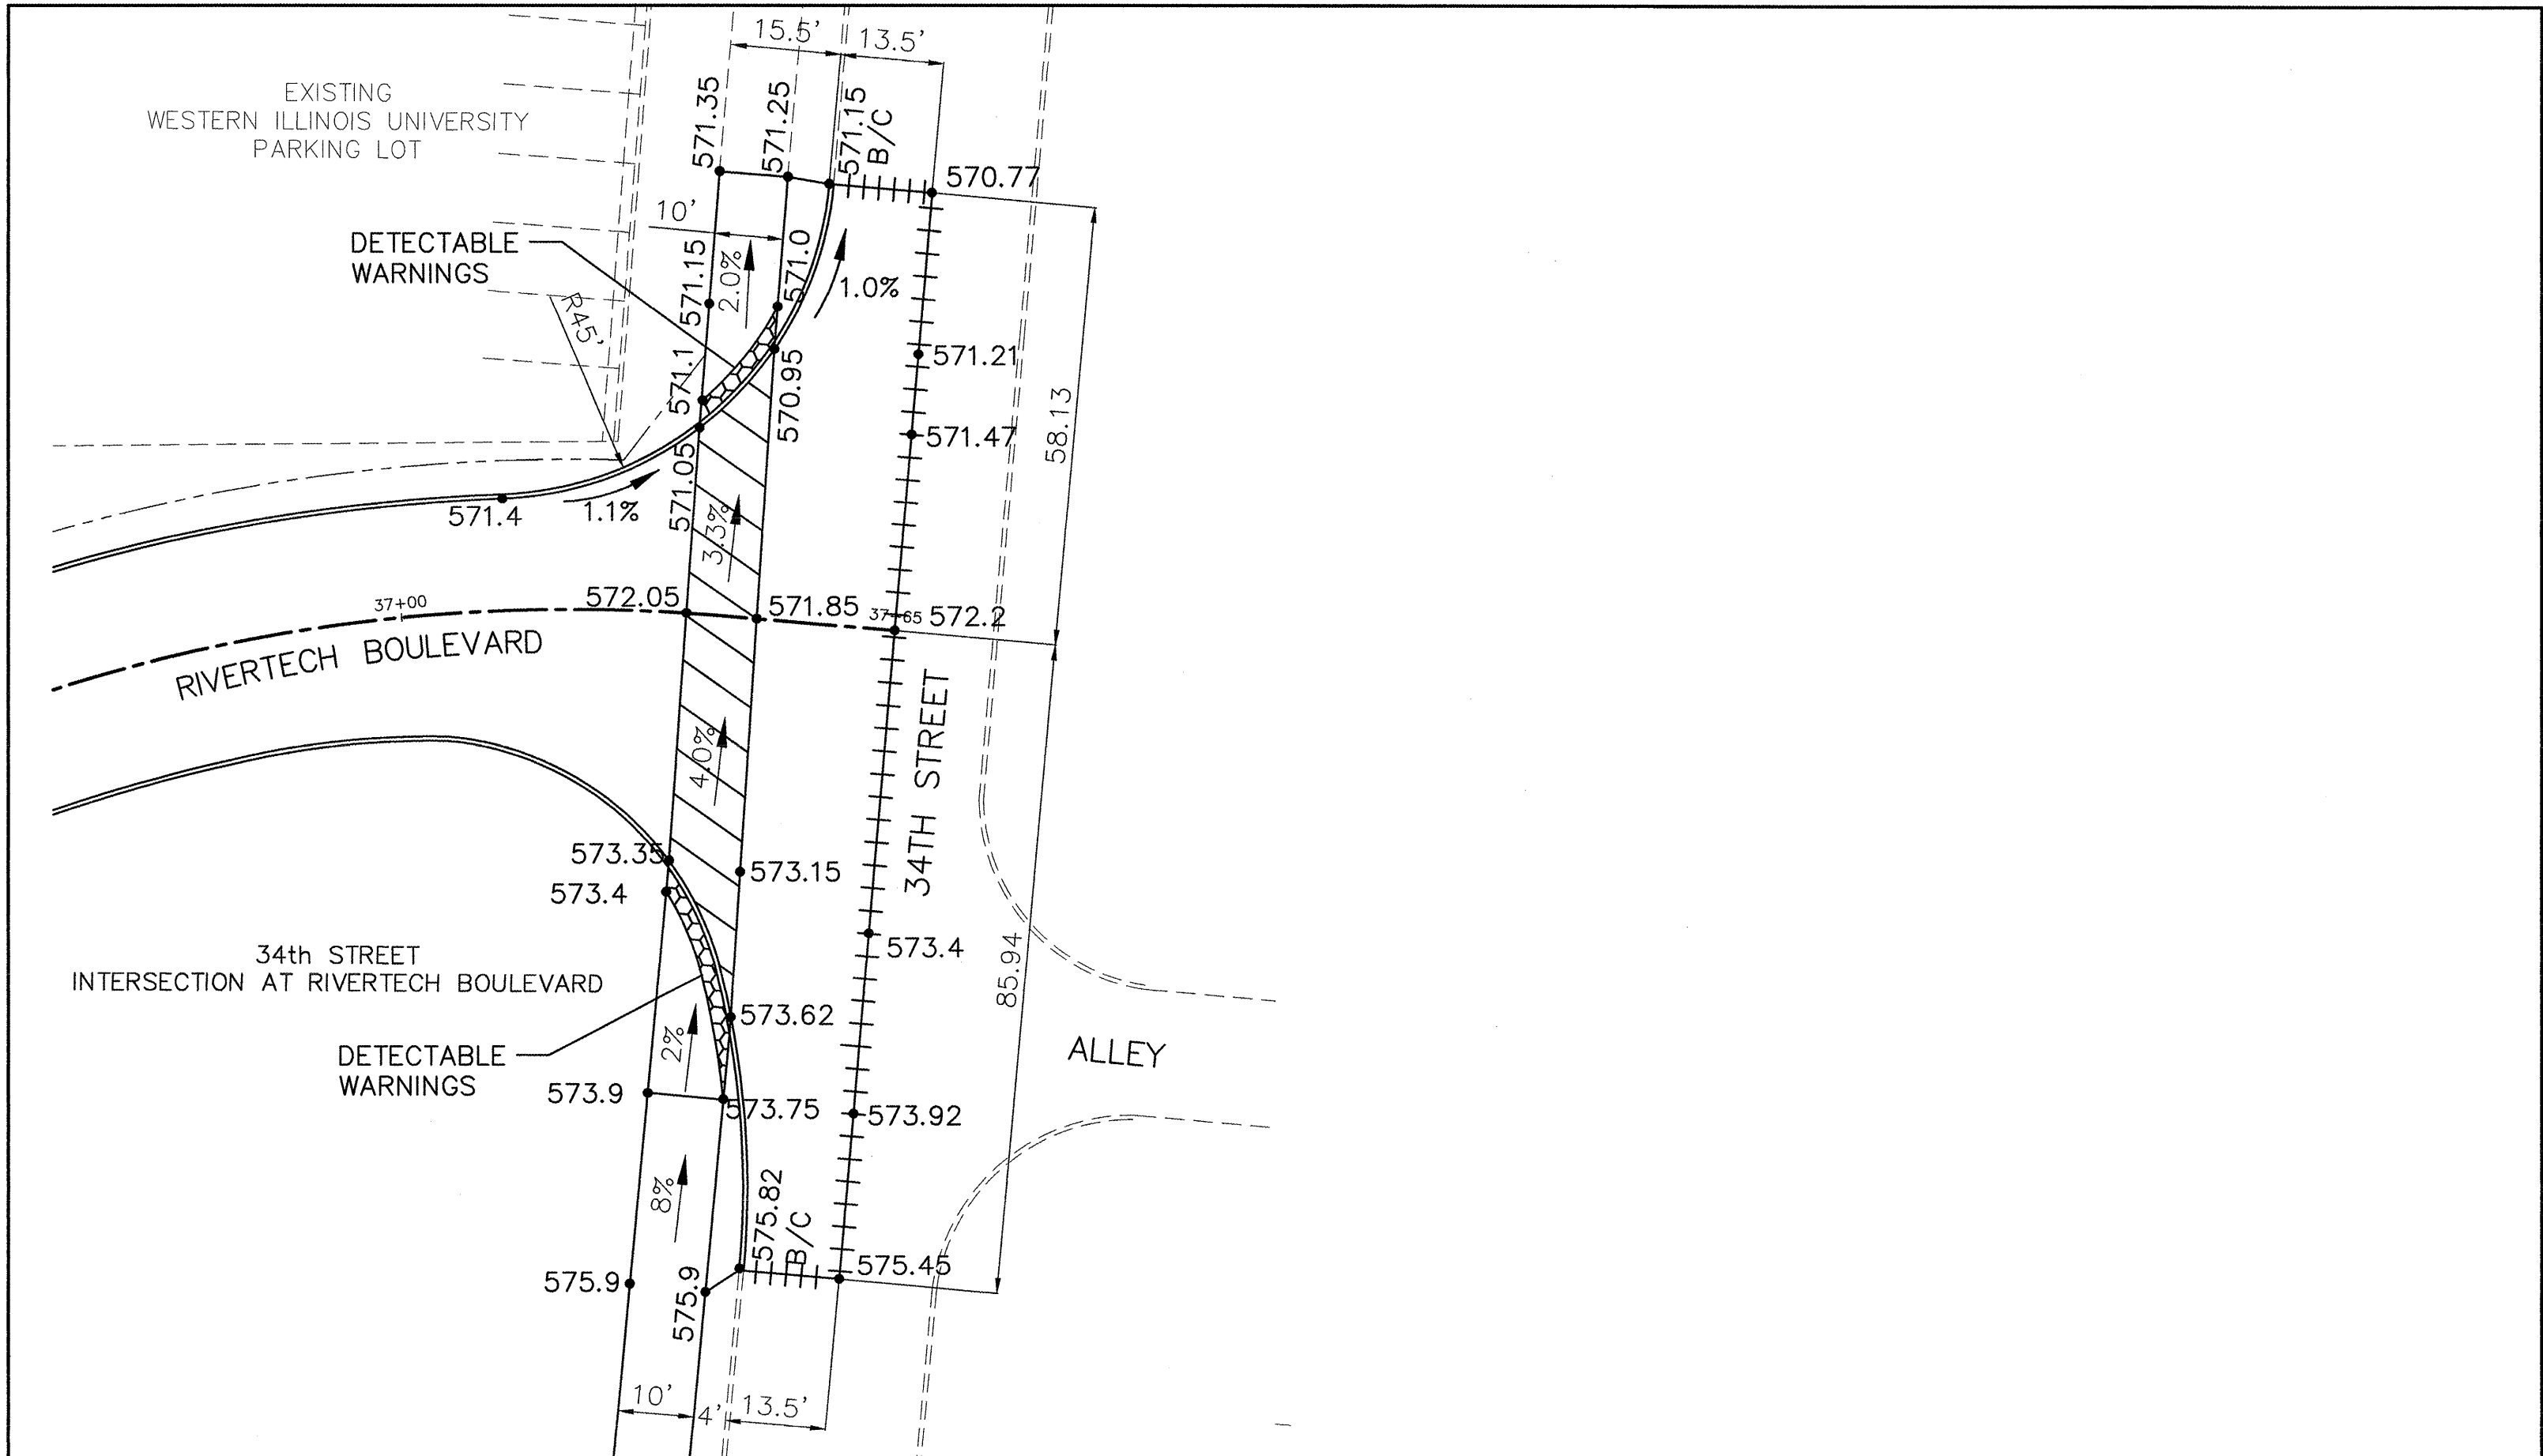 15.5'
13.5'
EXISTING
WESTERN ILLINOIS UNIVERSITY
PARKING LOT
571.35
571.25
571.15
B/C
570.77
10'
DETECTABLE
WARNINGS
571.15
2.0%
571.0
1.0%
R45'
571.1
570.95
571.21
571.47
58.13
571.05
571.4
1.1%
3.3%
37+00
572.05
571.85
37+65
572.2
RIVERTECH BOULEVARD
34TH STREET
4.0%
573.35
573.15
573.4
573.4
34th STREET
INTERSECTION AT RIVERTECH BOULEVARD
85.94
573.62
2%
DETECTABLE
WARNINGS
ALLEY
573.9
573.75
573.92
8%
575.82
B/C
575.45
575.9
575.9
10'
4'
13.5'